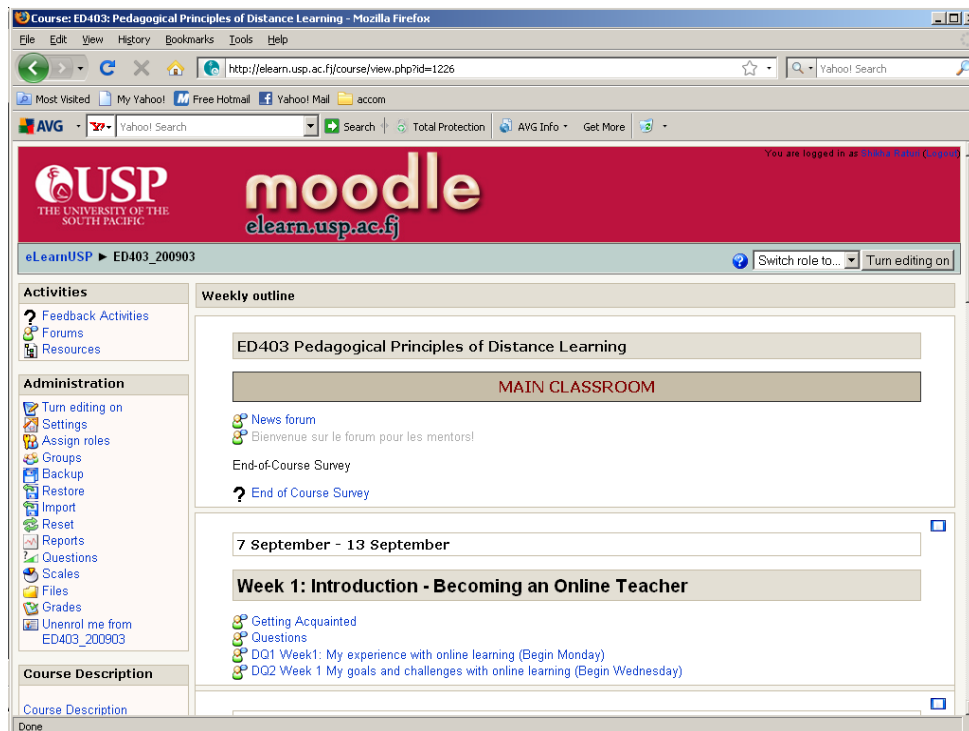 Course: ED403: Pedagogical Principles of Distance Learning - Mozilla Firefox
File Edit View History Bookmarks Tools Help
http://elearn.usp.ac.fj/course/view.php?id=1226
Yahoo! Search
Most Visited My Yahoo! Free Hotmail Yahoo! Mail accom
AVG Yahoo! Search Search Total Protection AVG Info Get More
You are logged in as Shikha Raturi (Logout)
USP
THE UNIVERSITY OF THE
SOUTH PACIFIC
moodle
elearn.usp.ac.fj
eLearnUSP ► ED403_200903
Switch role to... Turn editing on
Activities
Feedback Activities
Forums
Resources
Administration
Turn editing on
Settings
Assign roles
Groups
Backup
Restore
Import
Reset
Reports
Questions
Scales
Files
Grades
Unenrol me from
ED403_200903
Course Description
Course Description
Weekly outline
ED403 Pedagogical Principles of Distance Learning
MAIN CLASSROOM
News forum
Bienvenue sur le forum pour les mentors!
End-of-Course Survey
End of Course Survey
7 September - 13 September
Week 1: Introduction - Becoming an Online Teacher
Getting Acquainted
Questions
DQ1 Week1: My experience with online learning (Begin Monday)
DQ2 Week 1 My goals and challenges with online learning (Begin Wednesday)
Done